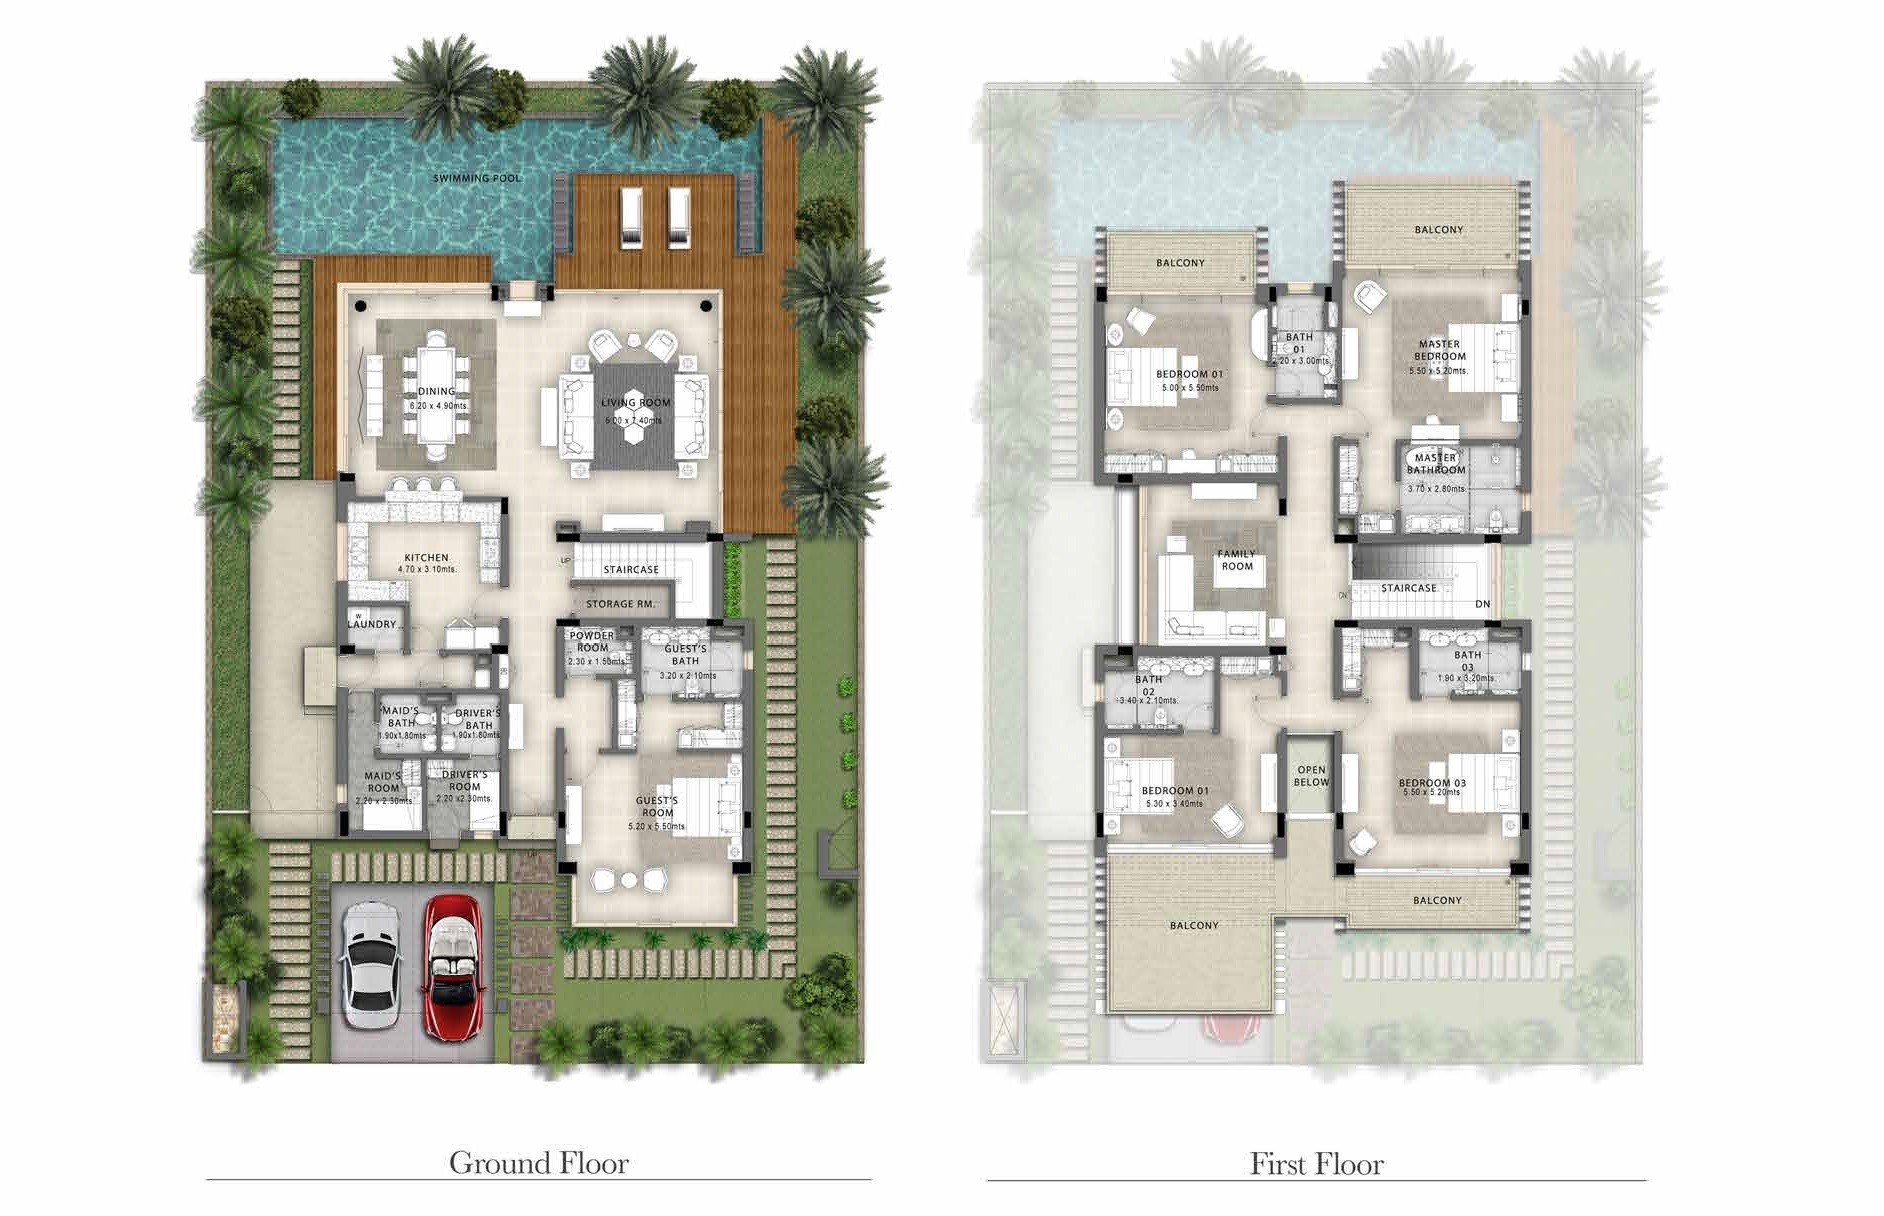 SWIMMING POOL
DINING
6.20 x 4.90mts.
LIVING ROOM
6.00 x 7.40mts.
KITCHEN
4.70 x 3.10mts.
UP
STAIRCASE
STORAGE RM.
W
LAUNDRY
POWDER
ROOM
2.30 x 1.50mts.
GUEST'S
BATH
3.20 x 2.10mts
DB
MAID'S
BATH
1.90x1.80mts.
DRIVER'S
BATH
1.90x1.80mts.
MAID'S
ROOM
2.20 x 2.30mts.
DRIVER'S
ROOM
2.20 x2.30mts.
GUEST'S
ROOM
5.20 x 5.50mts
UP
Ground Floor
BALCONY
BALCONY
BEDROOM 01
5.00 x 5.50mts
BATH
01
2.20 x 3.00mts
MASTER
BEDROOM
5.50 x 5.20mts.
MASTER
BATHROOM
3.70 x 2.80mts.
FAMILY
ROOM
STAIRCASE
DN
DN
BATH
02
3.40 x 2.10mts.
BATH
03
1.90 x 3.20mts.
BEDROOM 01
5.30 x 3.40mts
OPEN
BELOW
BEDROOM 03
5.50 x 5.20mts
BALCONY
BALCONY
First Floor